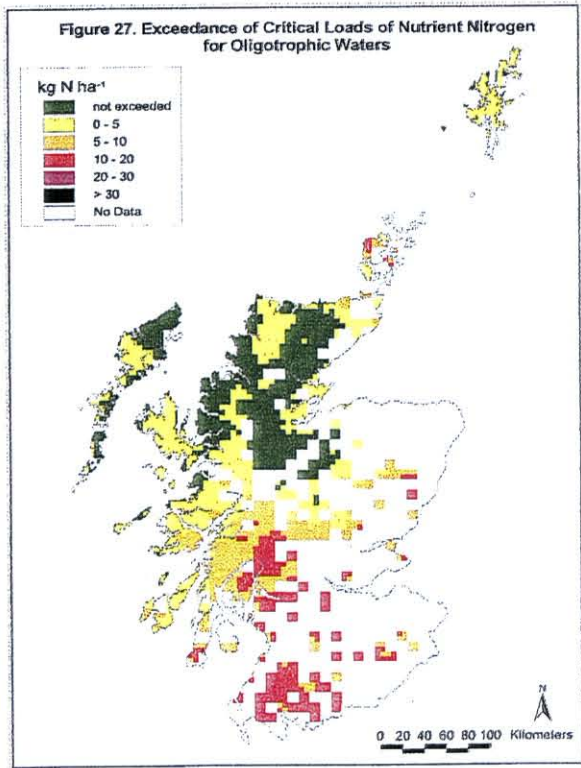 Figure 27. Exceedance of Critical Loads of Nutrient Nitrogen
for Oligotrophic Waters
kg N ha⁻¹
not exceeded
0 - 5
5 - 10
10 - 20
20 - 30
> 30
No Data
N
0 20 40 60 80 100 Kilometers